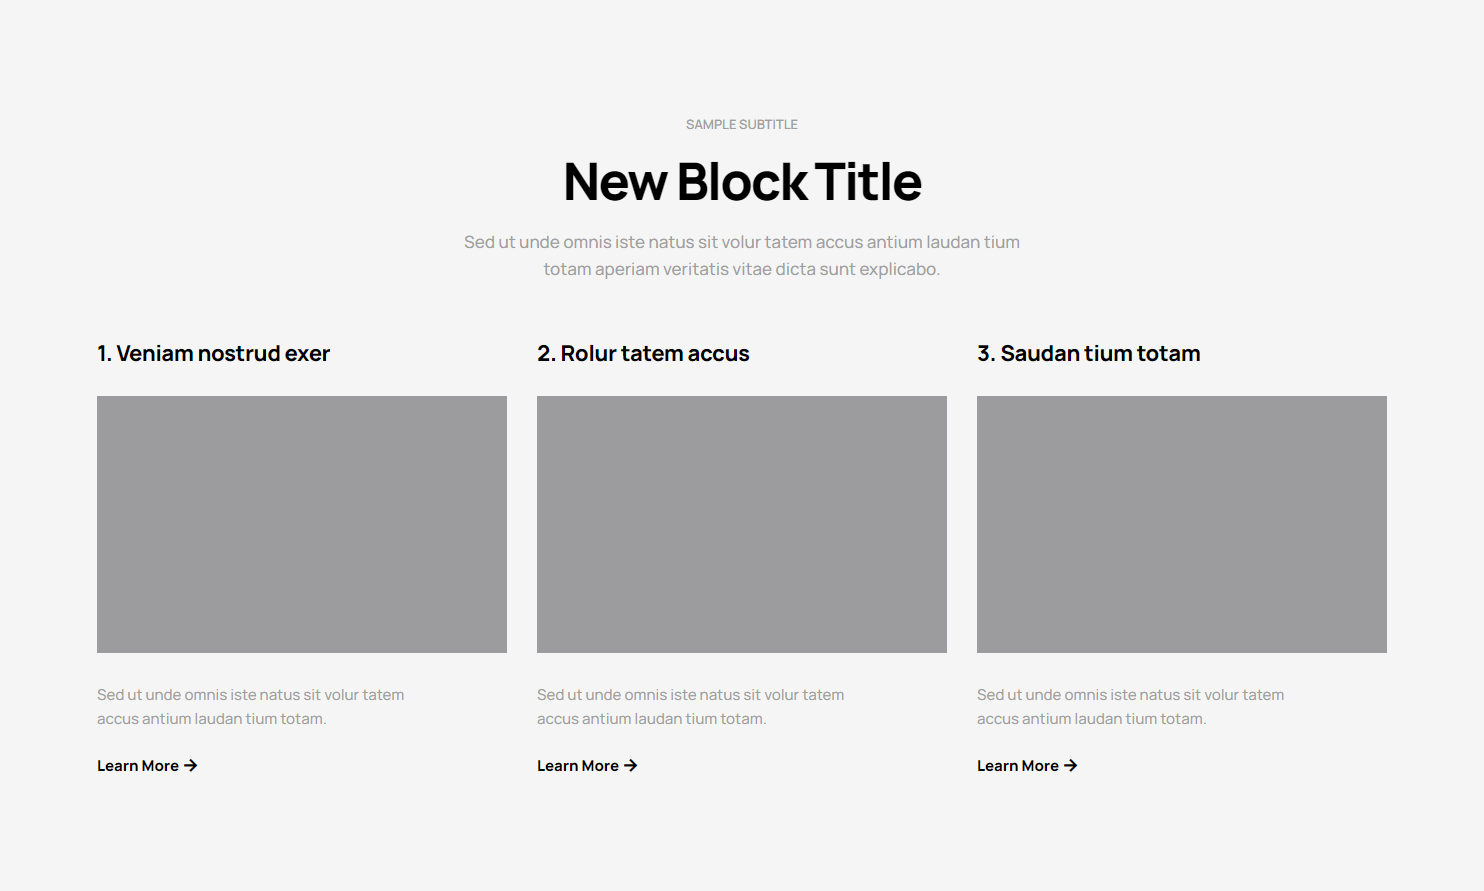 SAMPLE SUBTITLE
New Block Title
Sed ut unde omnis iste natus sit volur tatem accus antium laudan tium
totam aperiam veritatis vitae dicta sunt explicabo.
1. Veniam nostrud exer
Sed ut unde omnis iste natus sit volur tatem
accus antium laudan tium totam.
Learn More →
2. Rolur tatem accus
Sed ut unde omnis iste natus sit volur tatem
accus antium laudan tium totam.
Learn More →
3. Saudan tium totam
Sed ut unde omnis iste natus sit volur tatem
accus antium laudan tium totam.
Learn More →